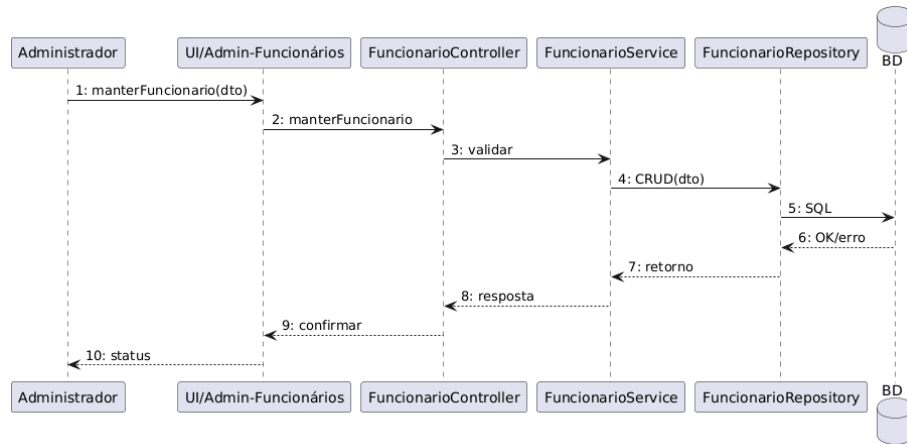 BD
Administrador
UI/Admin-Funcionários
FuncionarioController
FuncionarioService
FuncionarioRepository
1: manterFuncionario(dto)
2: manterFuncionario
3: validar
4: CRUD(dto)
5: SQL
6: OK/erro
7: retorno
8: resposta
9: confirmar
10: status
Administrador
UI/Admin-Funcionários
FuncionarioController
FuncionarioService
FuncionarioRepository
BD